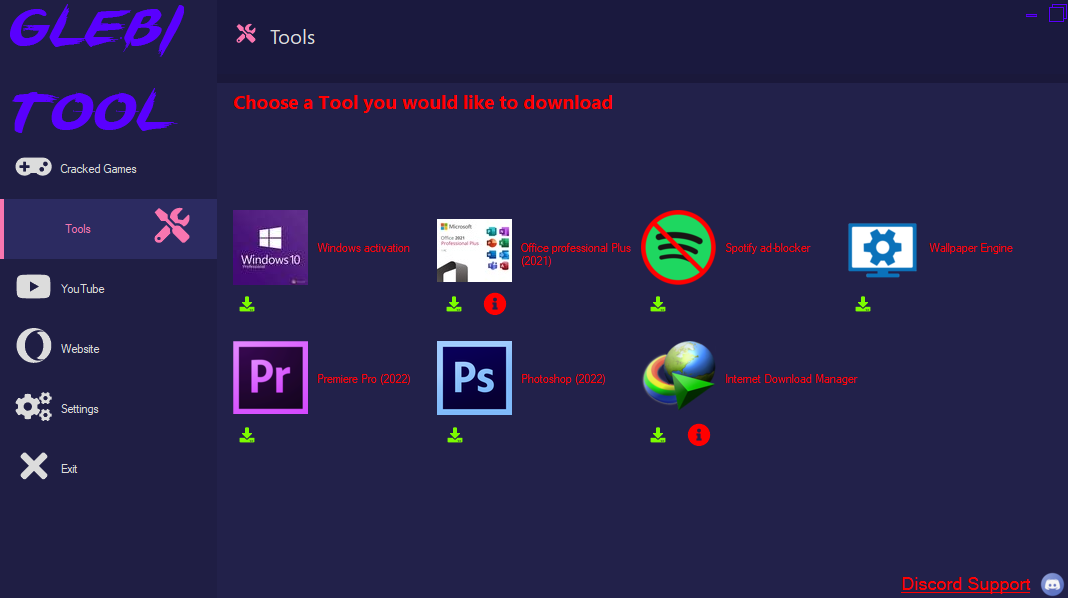 GLEBI
TOOL
Tools
Choose a Tool you would like to download
Cracked Games
Tools
YouTube
Website
Settings
Exit
Windows 10
Professional
Windows activation
Microsoft
Office 2021
Professional Plus
Office professional Plus
(2021)
Spotify ad-blocker
Wallpaper Engine
Pr
Premiere Pro (2022)
Ps
Photoshop (2022)
Internet Download Manager
Discord Support